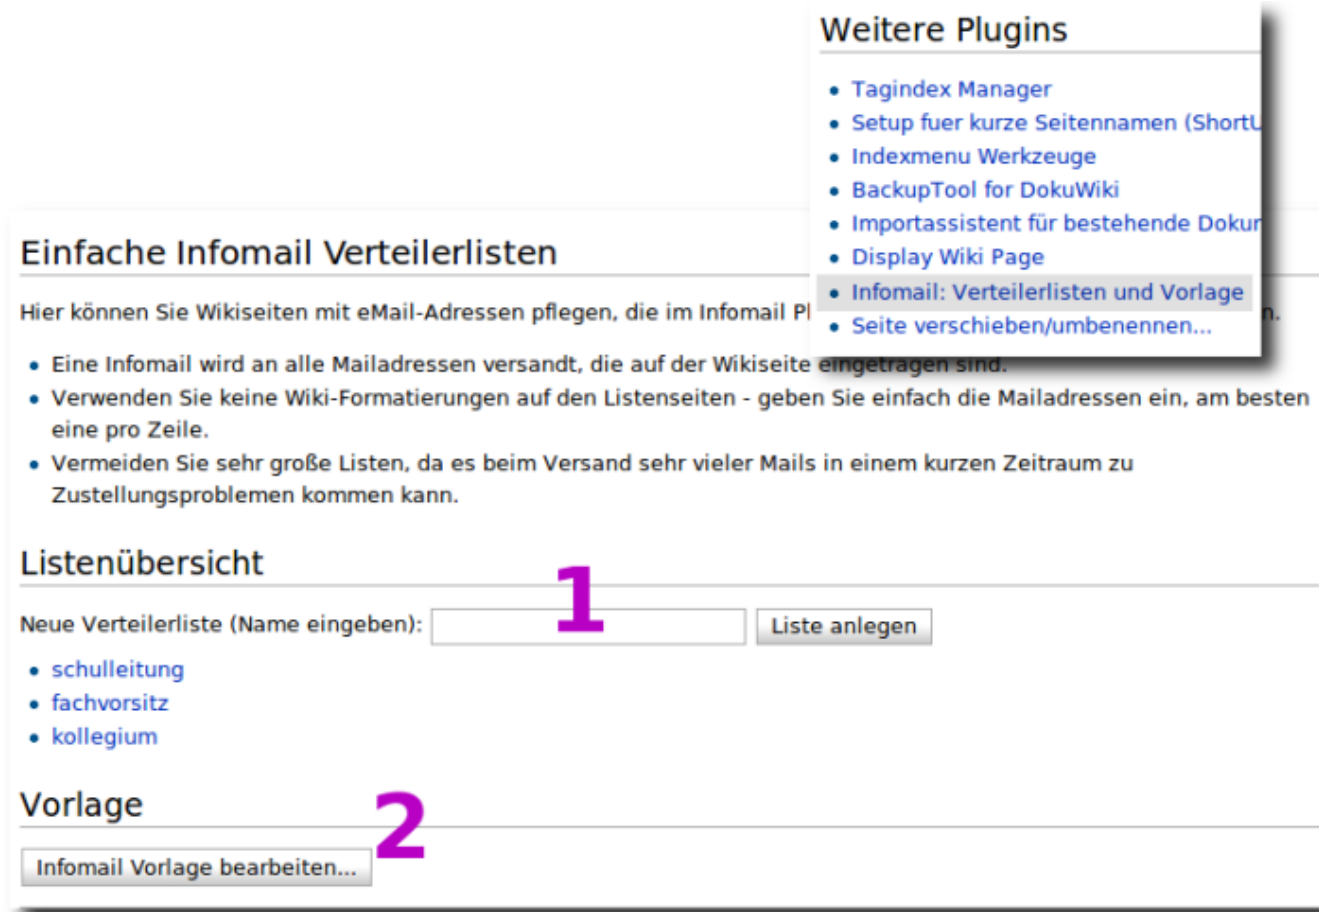 Weitere Plugins
Tagindex Manager
Setup fuer kurze Seitennamen
Indexmenu Werkzeuge
BackupTool for DokuWiki
Importassistent für bestehende
Display Wiki Page
Infomail: Verteilerlisten und Vorlage
Seite verschieben/umbenennen...
Einfache Infomail Verteilerlisten
Hier können Sie Wikiseiten mit eMail-Adressen pflegen, die im Infomail
Eine Infomail wird an alle Mailadressen versandt, die auf der Wikiseite eingetragen sind.
Verwenden Sie keine Wiki-Formatierungen auf den Listenseiten - geben Sie einfach die Mailadressen ein, am besten
eine pro Zeile.
Vermeiden Sie sehr große Listen, da es beim Versand sehr vieler Mails in einem kurzen Zeitraum zu
Zustellungsproblemen kommen kann.
Listenübersicht
1
Neue Verteilerliste (Name eingeben): Liste anlegen
schulleitung
fachvorsitz
kollegium
Vorlage
2
Infomail Vorlage bearbeiten...